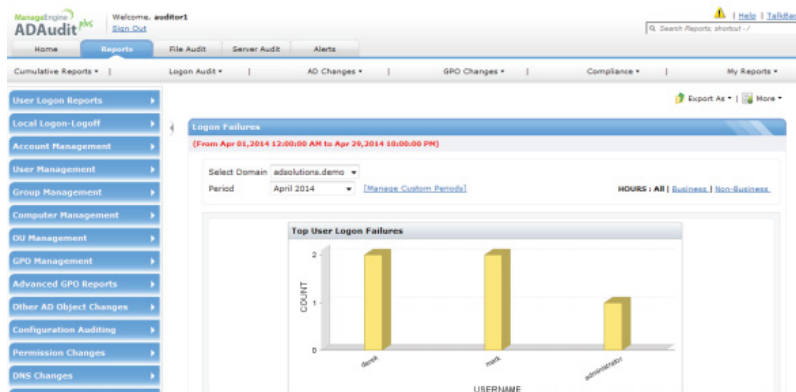 ManageEngine
ADAudit plus
Welcome, auditor1
Sign Out
| Help | TalkBac
Search Reports, shortcut - /
Home Reports File Audit Server Audit Alerts
Cumulative Reports | Logon Audit | AD Changes | GPO Changes | Compliance | My Reports
Export As | More
User Logon Reports
Local Logon-Logoff
Account Management
User Management
Group Management
Computer Management
OU Management
GPO Management
Advanced GPO Reports
Other AD Object Changes
Configuration Auditing
Permission Changes
DNS Changes
Logon Failures
(From Apr 01,2014 12:00:00 AM to Apr 29,2014 10:00:00 PM)
Select Domain adsolutions.demo
Period April 2014 [Manage Custom Periods]
HOURS : All | Business | Non-Business
Top User Logon Failures
2
1
0
COUNT
derek mark administrator
USERNAME